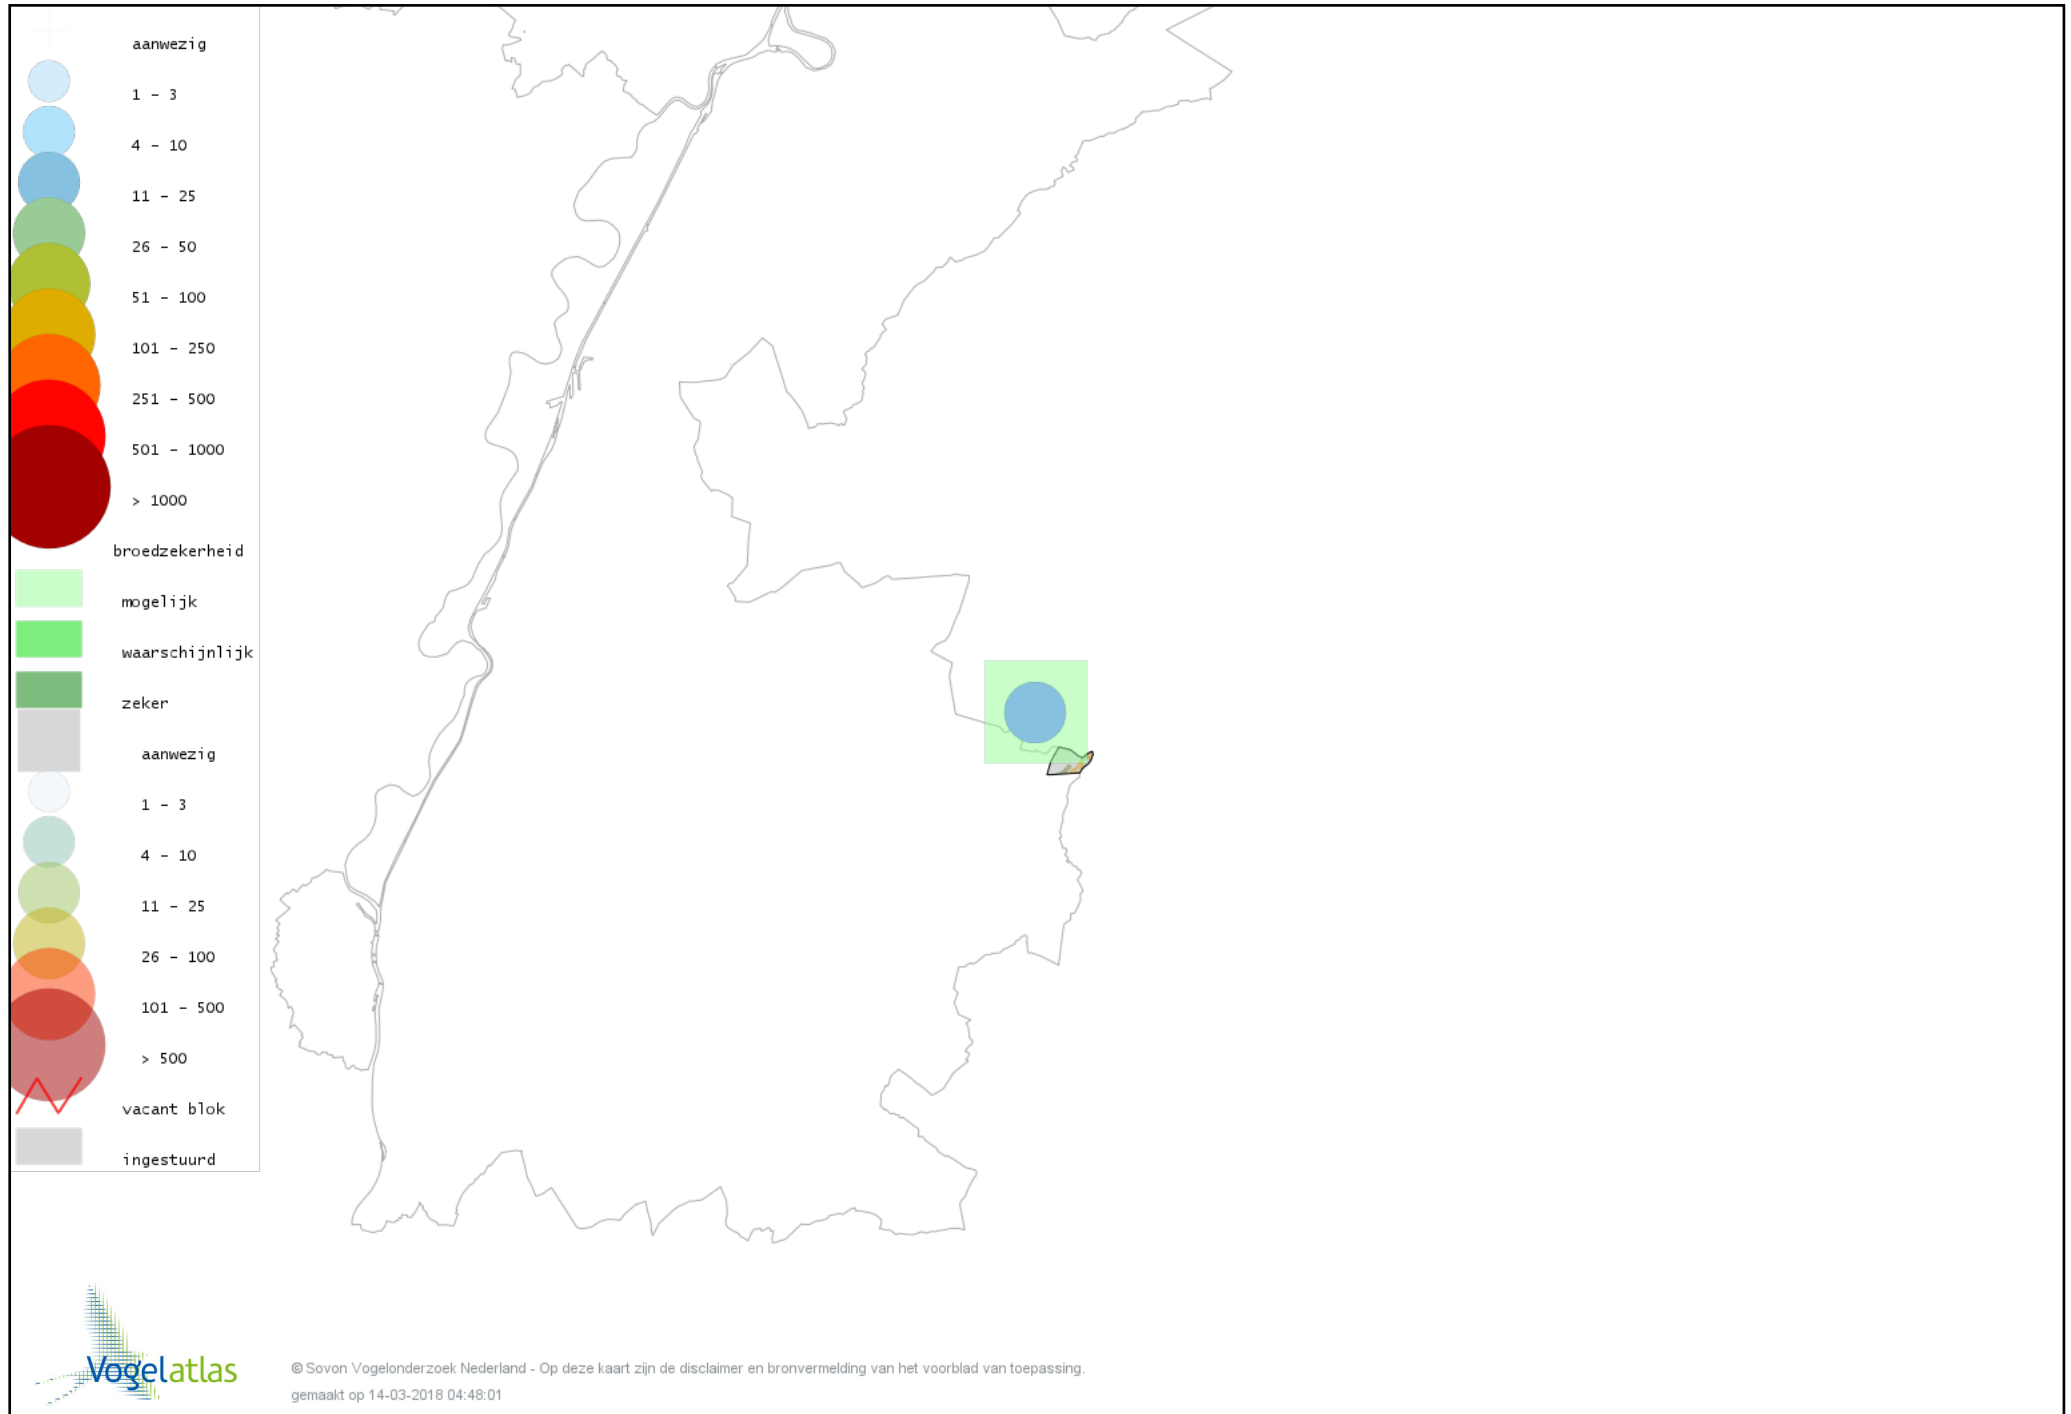 aanwezig
1 - 3
4 - 10
11 - 25
26 - 50
51 - 100
101 - 250
251 - 500
501 - 1000
> 1000
broedzekerheid
mogelijk
waarschijnlijk
zeker
aanwezig
1 - 3
4 - 10
11 - 25
26 - 100
101 - 500
> 500
vacant blok
ingestuurd
Vogelatlas
© Sovon Vogelonderzoek Nederland - Op deze kaart zijn de disclaimer en bronvermelding van het voorblad van toepassing.
gemaakt op 14-03-2018 04:48:01